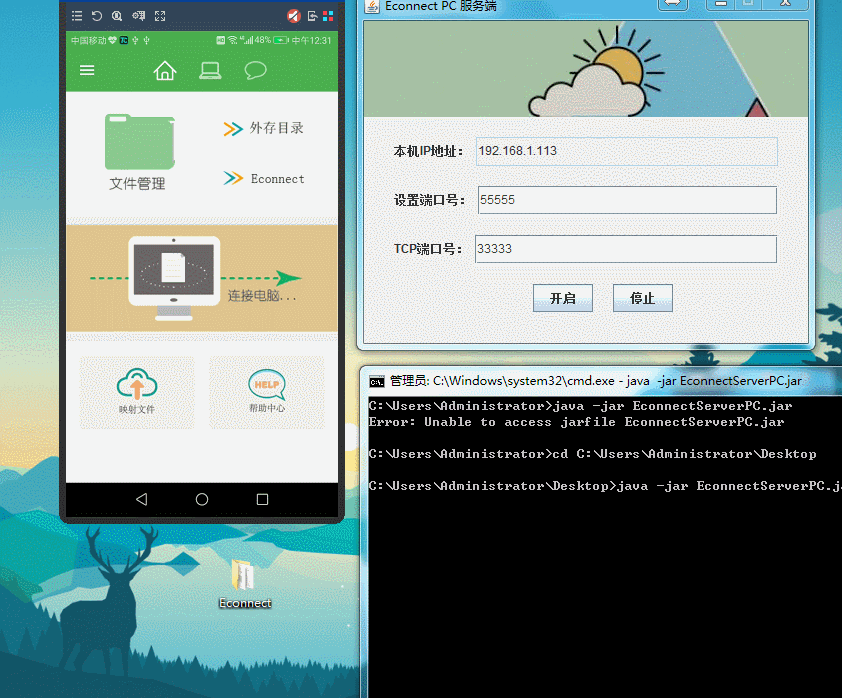 中国移动 48% 中午12:31
外存目录
文件管理
Econnect
连接电脑...
映射文件
HELP
帮助中心
Econnect
Econnect PC 服务端
本机IP地址： 192.168.1.113
设置端口号： 55555
TCP端口号： 33333
开启 停止
管理员: C:\Windows\system32\cmd.exe - java -jar EconnectServerPC.jar
C:\Users\Administrator>java -jar EconnectServerPC.jar
Error: Unable to access jarfile EconnectServerPC.jar
C:\Users\Administrator>cd C:\Users\Administrator\Desktop
C:\Users\Administrator\Desktop>java -jar EconnectServerPC.j